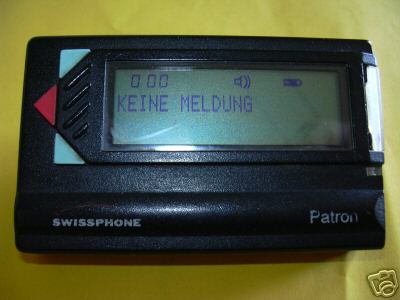 0:00
KEINE MELDUNG
SWISSPHONE
Patron